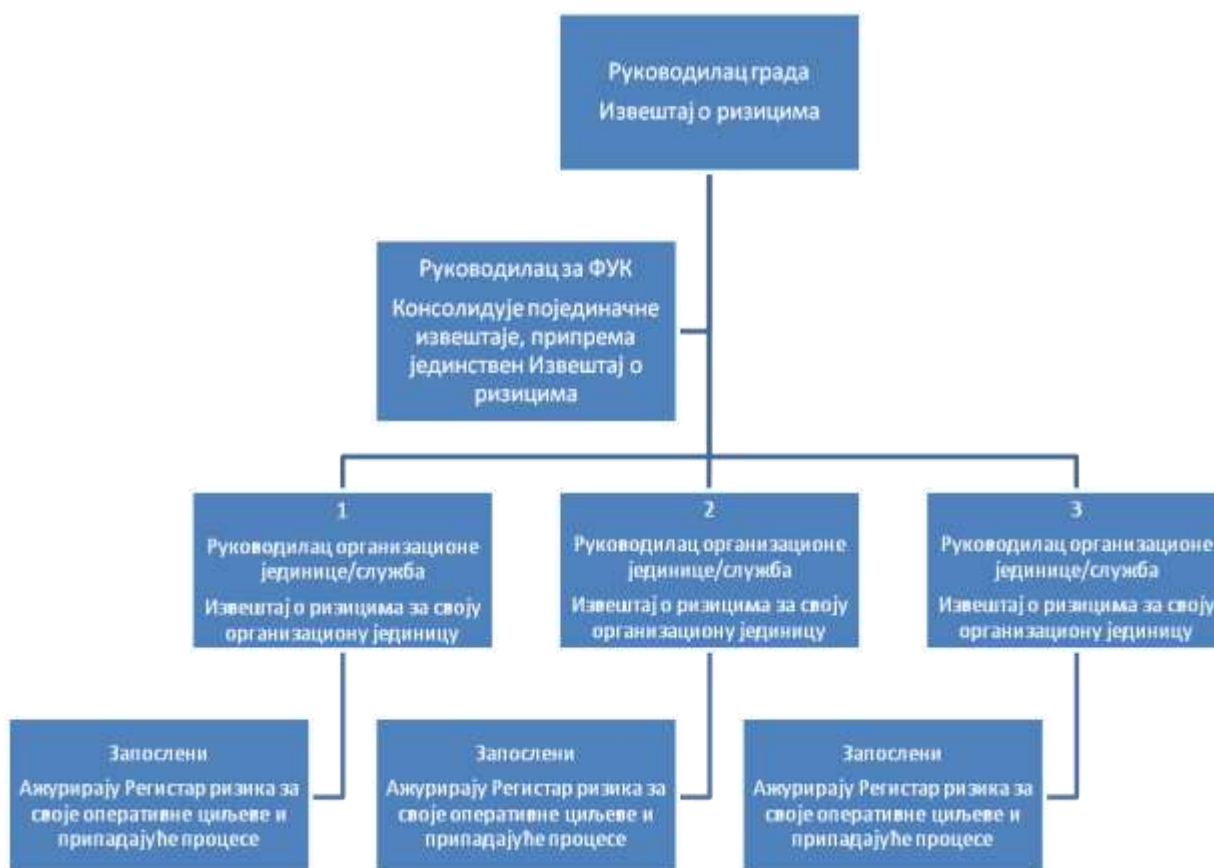 Руководилац града
Извештај о ризицима
Руководилац за ФУК
Консолидује појединачне
извештаје, припрема
јединствен Извештај о
ризицима
1
Руководилац организационе
јединице/служба
Извештај о ризицима за своју
организациону јединицу
2
Руководилац организационе
јединице/служба
Извештај о ризицима за своју
организациону јединицу
3
Руководилац организационе
јединице/служба
Извештај о ризицима за своју
организациону јединицу
Запослени
Ажурирају Регистар ризика за
своје оперативне циљеве и
припадајуће процесе
Запослени
Ажурирају Регистар ризика за
своје оперативне циљеве и
припадајуће процесе
Запослени
Ажурирају Регистар ризика за
своје оперативне циљеве и
припадајуће процесе